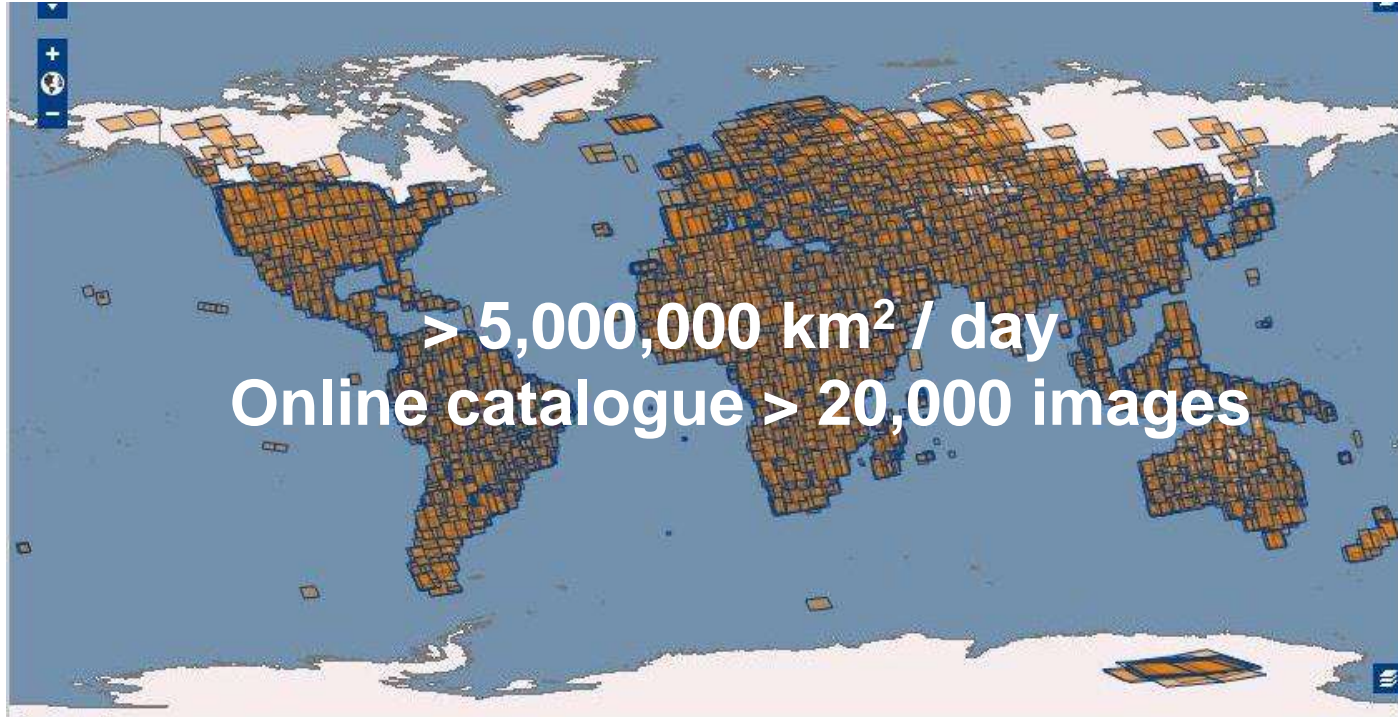 > 5,000,000 km² / day
Online catalogue > 20,000 images